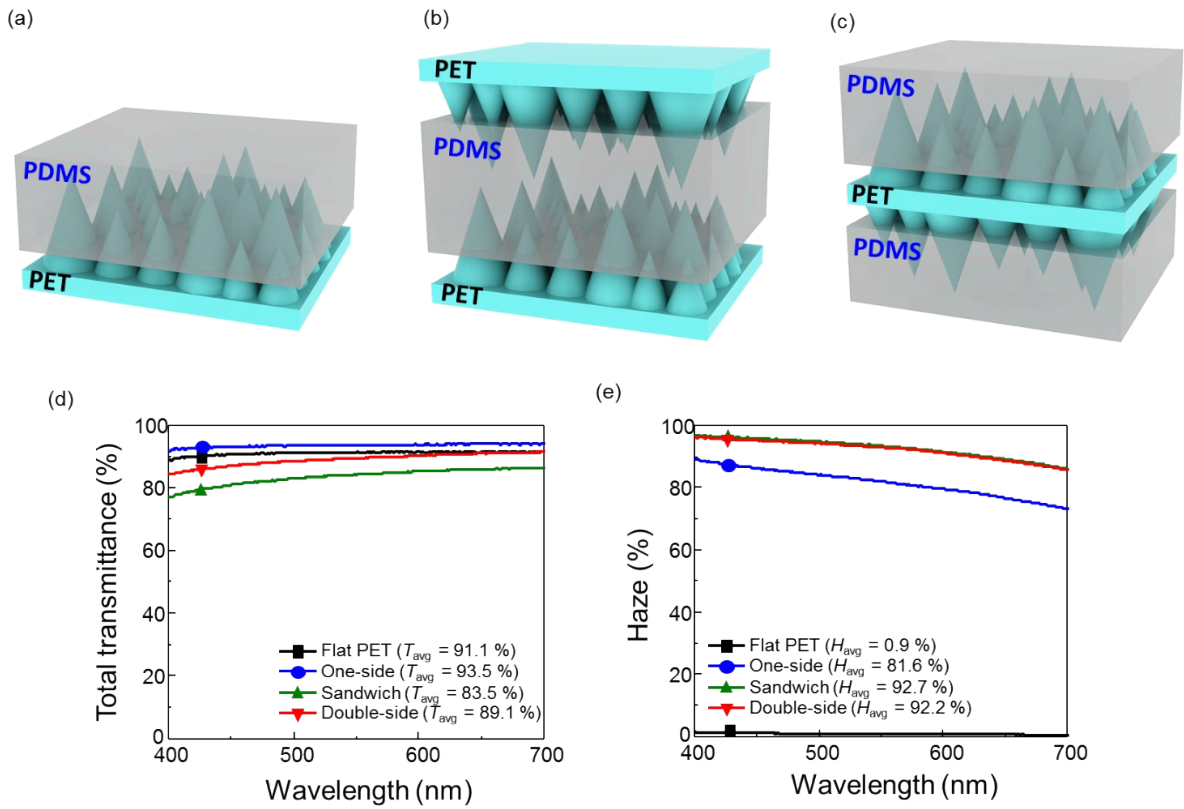 (a)
(b)
(c)
PDMS
PET
PET
PDMS
PET
PDMS
PET
PDMS
(d)
Total transmittance (%)
100
80
60
40
20
0
400
500
600
700
Wavelength (nm)
Flat PET (Tavg = 91.1 %)
One-side (Tavg = 93.5 %)
Sandwich (Tavg = 83.5 %)
Double-side (Tavg = 89.1 %)
(e)
Haze (%)
100
80
60
40
20
0
400
500
600
700
Wavelength (nm)
Flat PET (Havg = 0.9 %)
One-side (Havg = 81.6 %)
Sandwich (Havg = 92.7 %)
Double-side (Havg = 92.2 %)